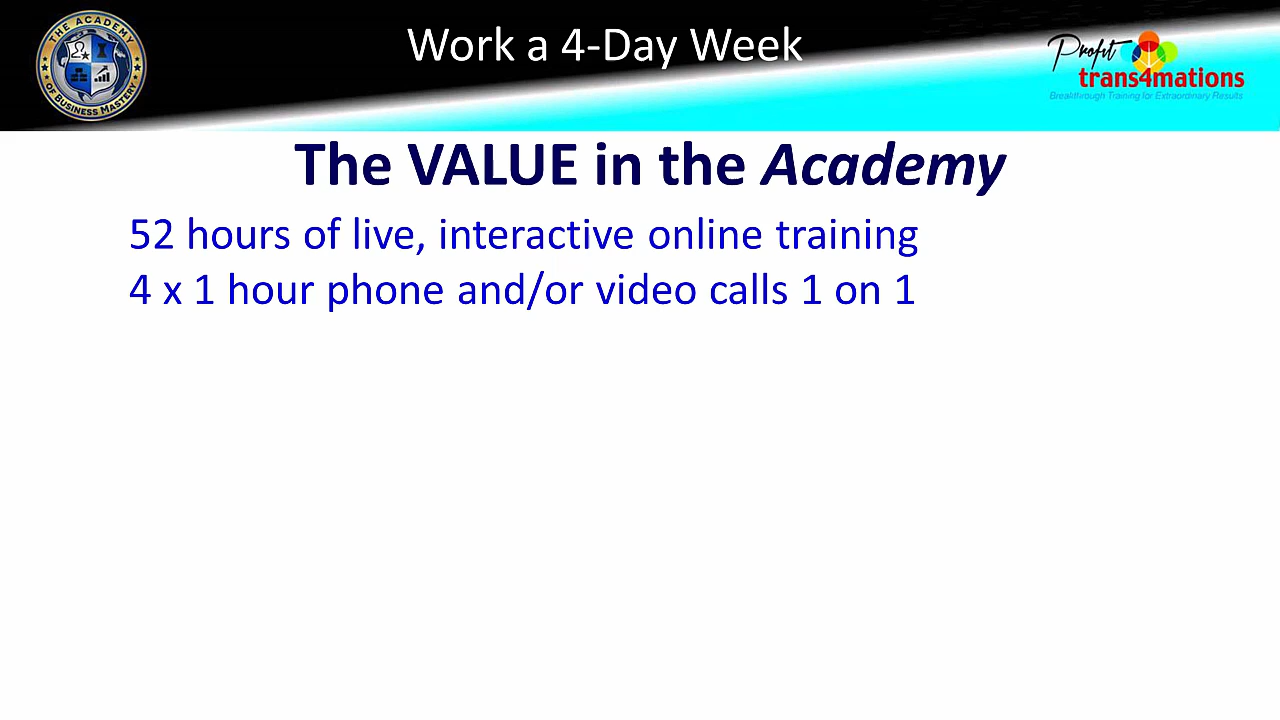 THE ACADEMY
OF BUSINESS MASTERY
Work a 4-Day Week
Profit
trans4mations
Breakthrough Training for Extraordinary Results
The VALUE in the Academy
52 hours of live, interactive online training
4 x 1 hour phone and/or video calls 1 on 1